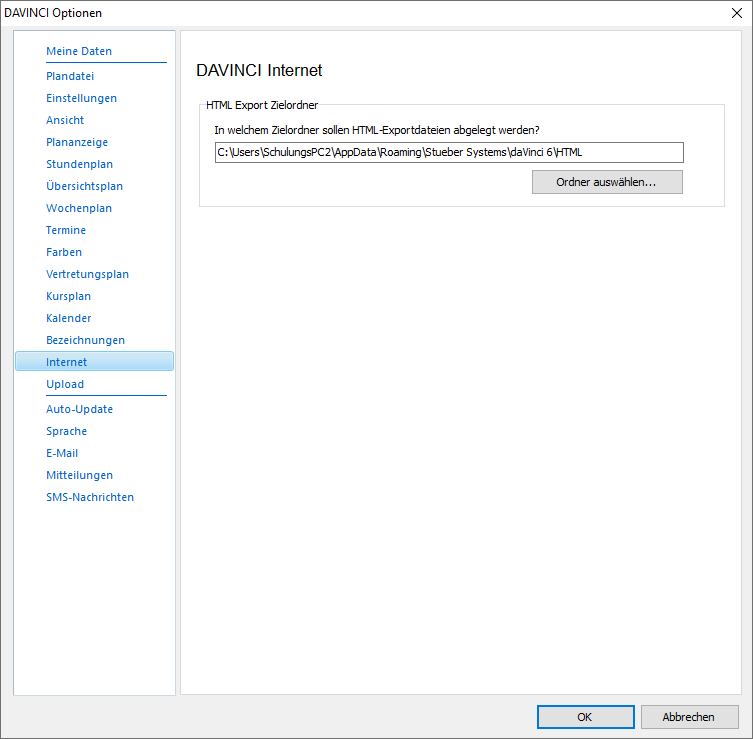 DAVINCI Optionen
Meine Daten
Plandatei
Einstellungen
Ansicht
Plananzeige
Stundenplan
Übersichtsplan
Wochenplan
Termine
Farben
Vertretungsplan
Kursplan
Kalender
Bezeichnungen
Internet
Upload
Auto-Update
Sprache
E-Mail
Mitteilungen
SMS-Nachrichten
DAVINCI Internet
HTML Export Zielordner
In welchem Zielordner sollen HTML-Exportdateien abgelegt werden?
C:\Users\SchulungsPC2\AppData\Roaming\Stueber Systems\daVinci 6\HTML
Ordner auswählen...
OK
Abbrechen